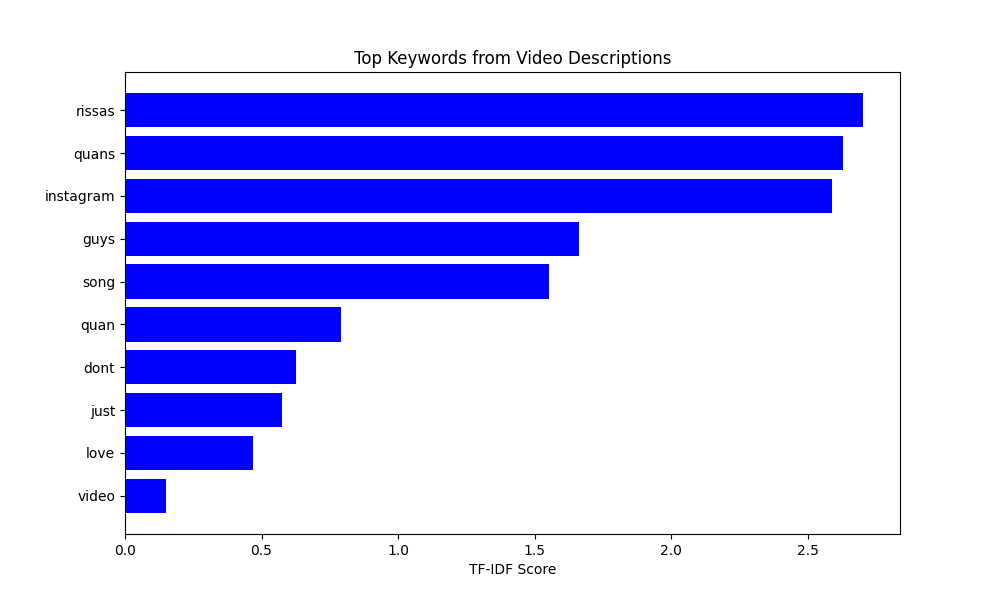 Top Keywords from Video Descriptions
rissas
quans
instagram
guys
song
quan
dont
just
love
video
0.0 0.5 1.0 1.5 2.0 2.5
TF-IDF Score